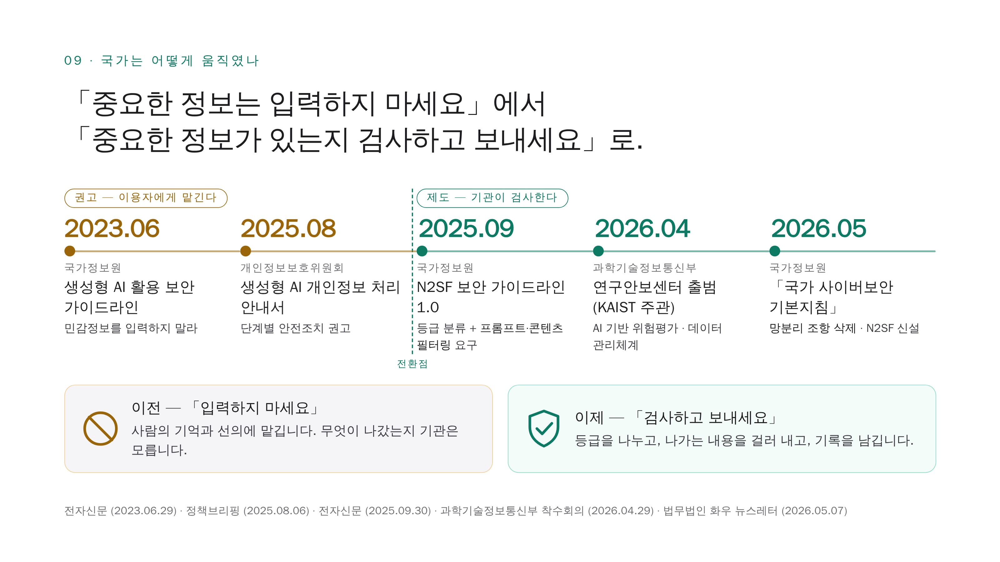 09 · 국가는 어떻게 움직였나
「중요한 정보는 입력하지 마세요」에서
「중요한 정보가 있는지 검사하고 보내세요」로.
권고 — 이용자에게 맡긴다
제도 — 기관이 검사한다
2023.06
2025.08
2025.09
2026.04
2026.05
국가정보원
생성형 AI 활용 보안
가이드라인
민감정보를 입력하지 말라
개인정보보호위원회
생성형 AI 개인정보 처리
안내서
단계별 안전조치 권고
국가정보원
N2SF 보안 가이드라인
1.0
등급 분류 + 프롬프트·콘텐츠
필터링 요구
과학기술정보통신부
연구안보센터 출범
(KAIST 주관)
AI 기반 위험평가 · 데이터
관리체계
국가정보원
「국가 사이버보안
기본지침」
망분리 조항 삭제 · N2SF 신설
전환점
이전 — 「입력하지 마세요」
사람의 기억과 선의에 맡깁니다. 무엇이 나갔는지 기관은
모릅니다.
이제 — 「검사하고 보내세요」
등급을 나누고, 나가는 내용을 걸러 내고, 기록을 남깁니다.
전자신문 (2023.06.29) · 정책브리핑 (2025.08.06) · 전자신문 (2025.09.30) · 과학기술정보통신부 착수회의 (2026.04.29) · 법무법인 화우 뉴스레터 (2026.05.07)